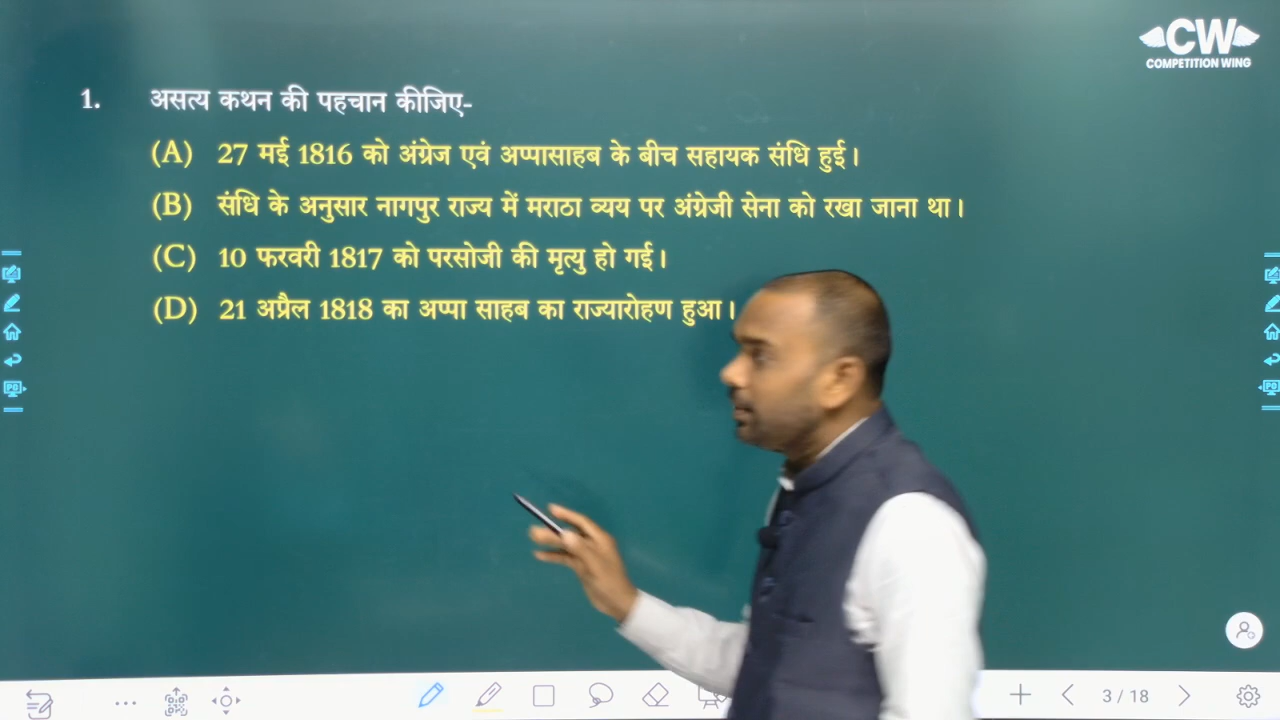 CW
COMPETITION WING
1. असत्य कथन की पहचान कीजिए-
(A) 27 मई 1816 को अंग्रेज एवं अप्पासाहब के बीच सहायक संधि हुई।
(B) संधि के अनुसार नागपुर राज्य में मराठा व्यय पर अंग्रेजी सेना को रखा जाना था।
(C) 10 फरवरी 1817 को परसोजी की मृत्यु हो गई।
(D) 21 अप्रैल 1818 का अप्पा साहब का राज्यारोहण हुआ।
3 / 18